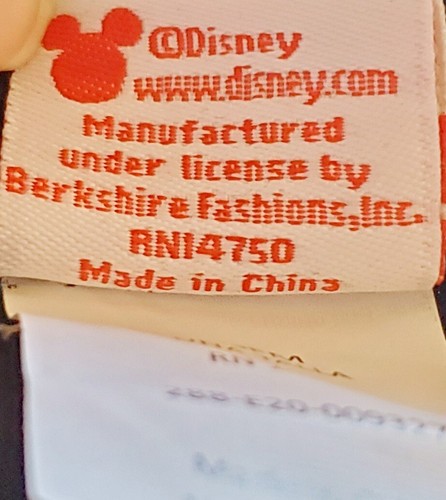 ©Disney
www.disney.com
Manufactured
under license by
Berkshire Fashions,Inc.
RN14750
Made in China